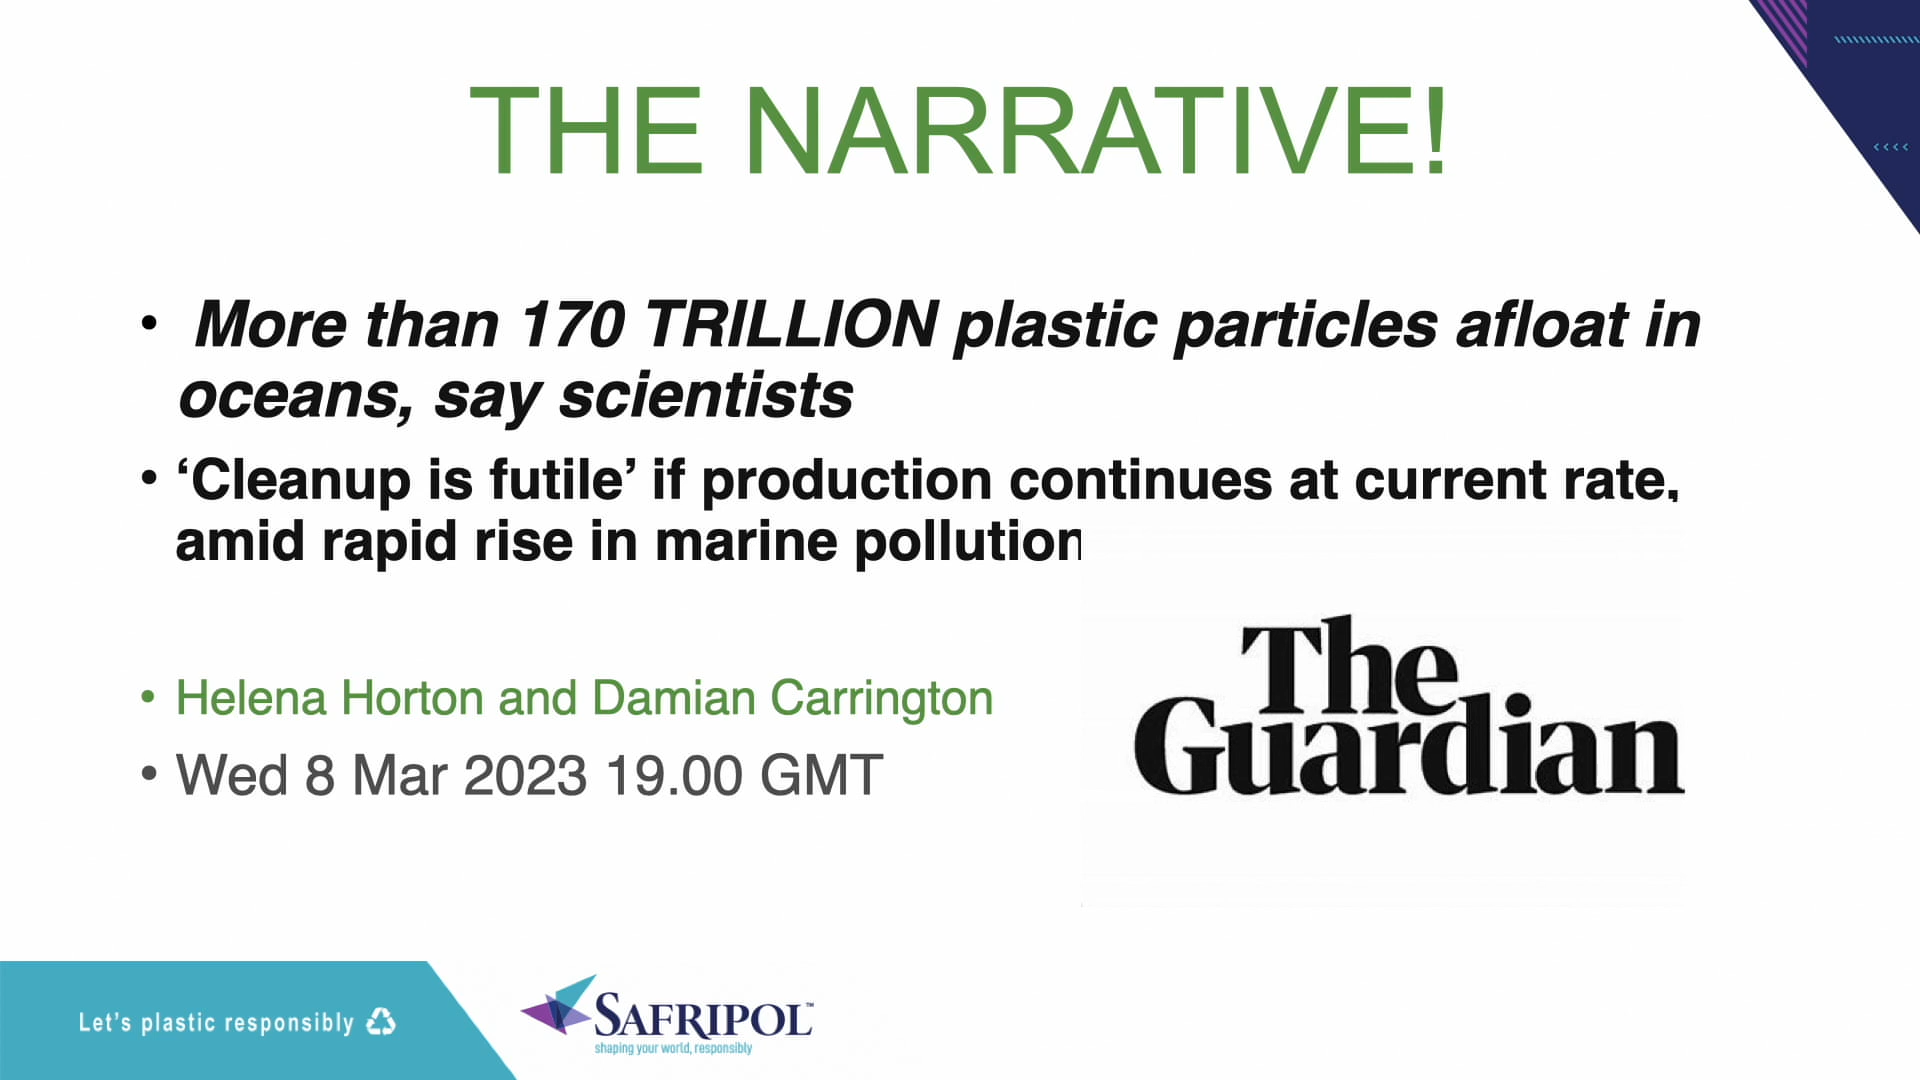 THE NARRATIVE!
• More than 170 TRILLION plastic particles afloat in
oceans, say scientists
• ‘Cleanup is futile’ if production continues at current rate,
amid rapid rise in marine pollution
• Helena Horton and Damian Carrington
• Wed 8 Mar 2023 19.00 GMT
The
Guardian
Let's plastic responsibly
SAFRIPOL™
shaping your world, responsibly